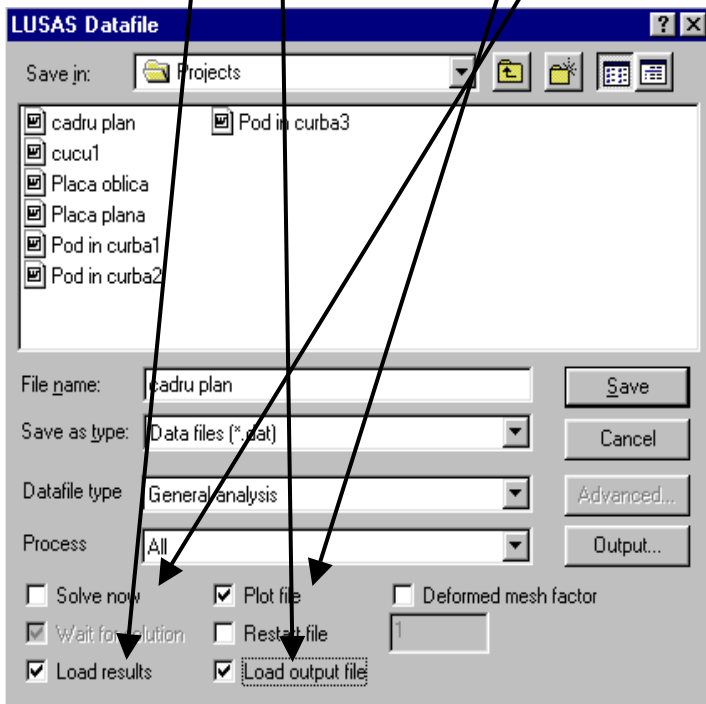 LUSAS Datafile
Save in: Projects
cadru plan Pod in curba3
cucu1
Placa oblica
Placa plana
Pod in curba1
Pod in curba2
File name: cadru plan Save
Save as type: Data files (*.dat) Cancel
Datafile type General analysis Advanced...
Process All Output...
Solve now Plot file Deformed mesh factor
Wait for solution Restart file 1
Load results Load output file